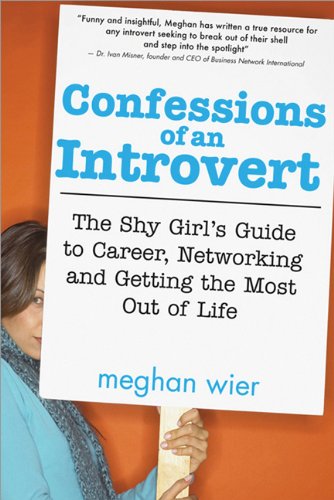 "Funny and insightful, Meghan has written a true resource for
any introvert seeking to break out of their shell
and step into the spotlight"
— Dr. Ivan Misner, founder and CEO of Business Network International
Confessions
of an
Introvert
The Shy Girl's Guide
to Career, Networking
and Getting the Most
Out of Life
meghan wier